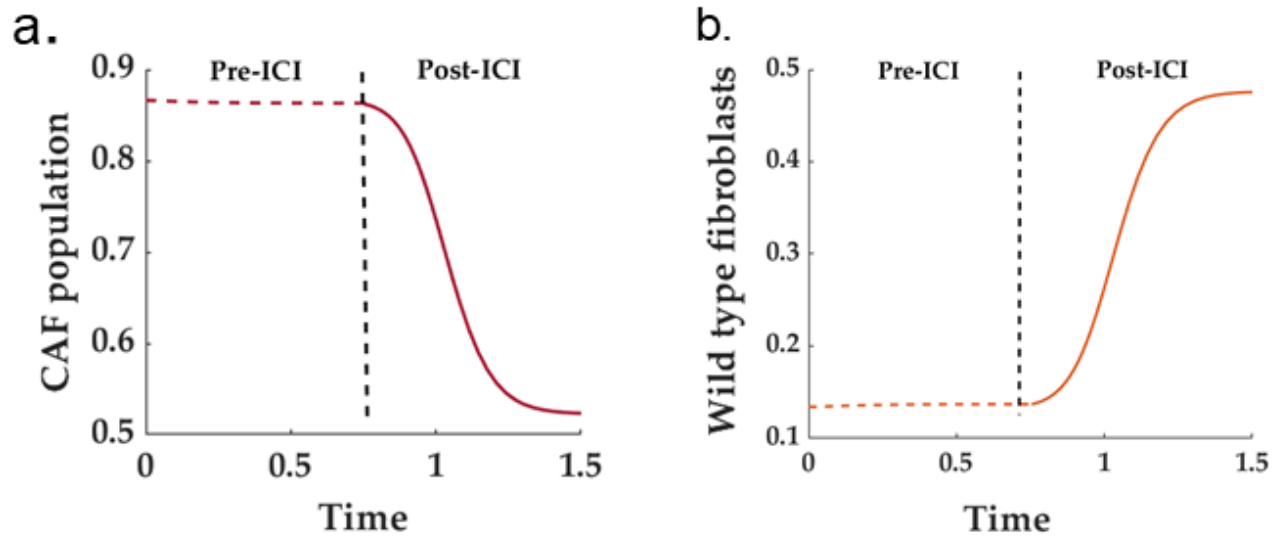 a.
Pre-ICI
Post-ICI
0.9
0.8
0.7
0.6
0.5
CAF population
0
0.5
1
1.5
Time
b.
Pre-ICI
Post-ICI
0.5
0.4
0.3
0.2
0.1
Wild type fibroblasts
0
0.5
1
1.5
Time